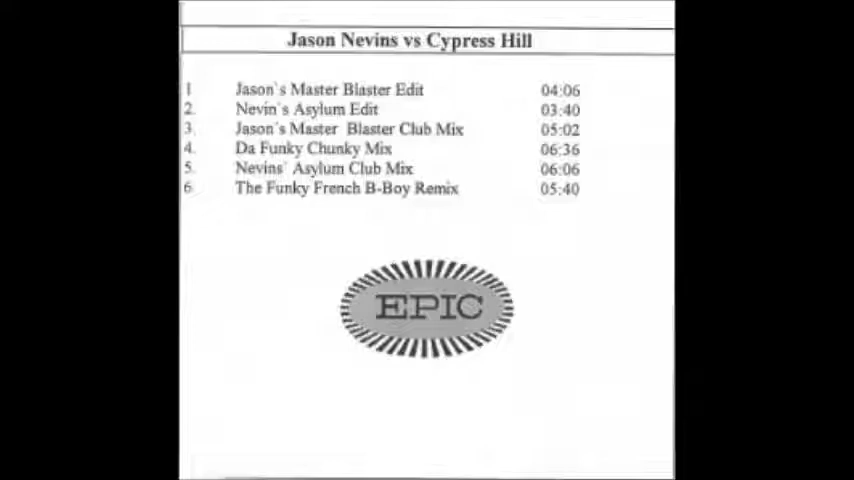 Jason Nevins vs Cypress Hill
1 Jason`s Master Blaster Edit 04:06
2. Nevin`s Asylum Edit 03:40
3. Jason`s Master Blaster Club Mix 05:02
4. Da Funky Chunky Mix 06:36
5. Nevins` Asylum Club Mix 06:06
6. The Funky French B-Boy Remix 05:40
EPIC